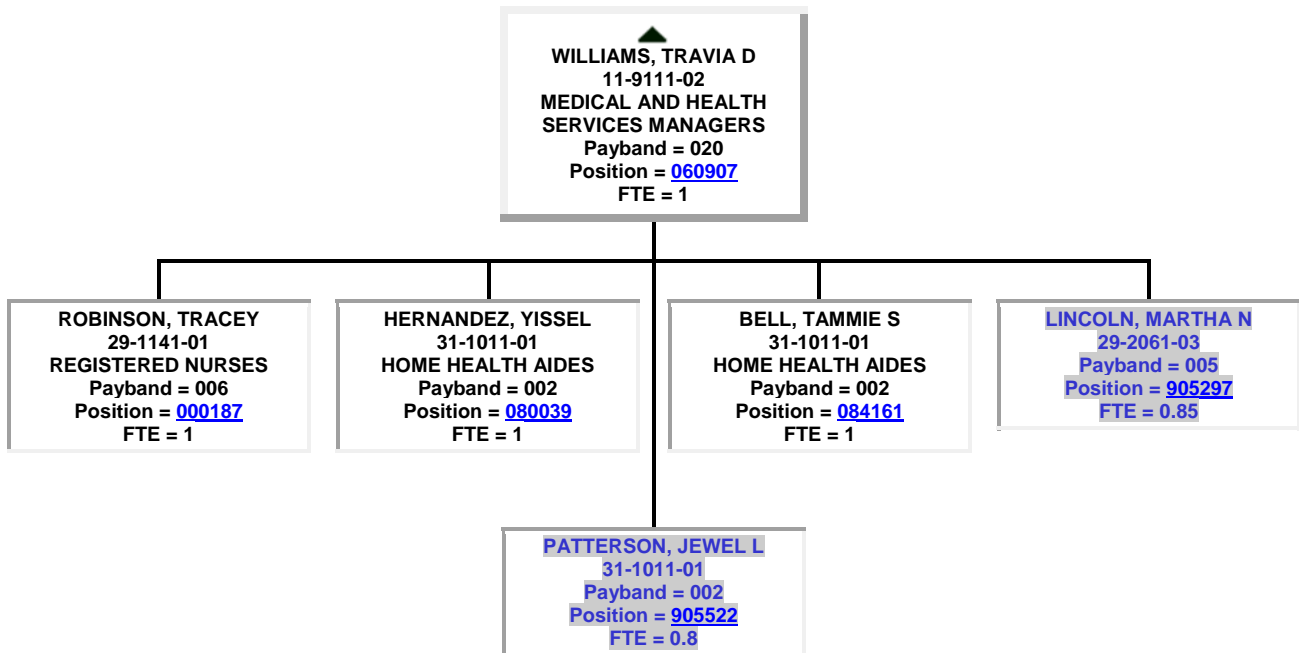 WILLIAMS, TRAVIA D
11-9111-02
MEDICAL AND HEALTH
SERVICES MANAGERS
Payband = 020
Position = 060907
FTE = 1
ROBINSON, TRACEY
29-1141-01
REGISTERED NURSES
Payband = 006
Position = 000187
FTE = 1
HERNANDEZ, YISSEL
31-1011-01
HOME HEALTH AIDES
Payband = 002
Position = 080039
FTE = 1
BELL, TAMMIE S
31-1011-01
HOME HEALTH AIDES
Payband = 002
Position = 084161
FTE = 1
LINCOLN, MARTHA N
29-2061-03
Payband = 005
Position = 905297
FTE = 0.85
PATTERSON, JEWEL L
31-1011-01
Payband = 002
Position = 905522
FTE = 0.8